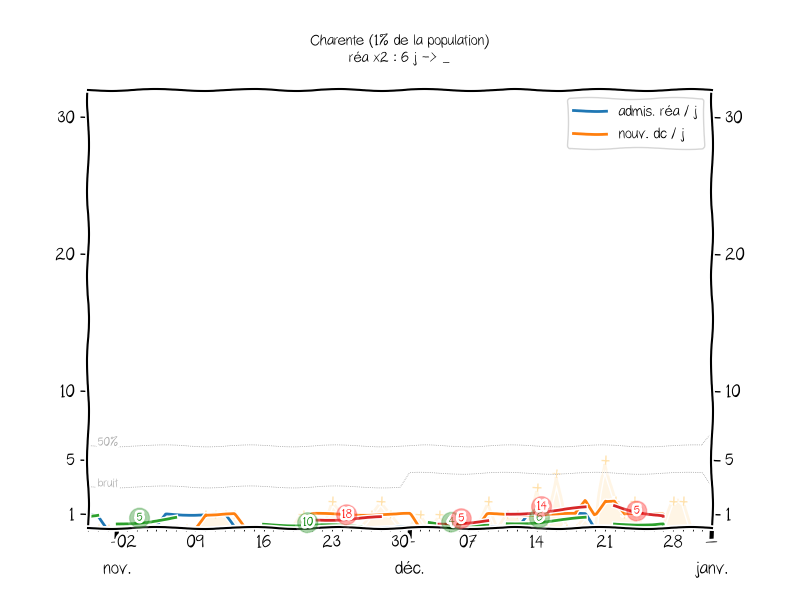 Charente (1% de la population)
réa x2 : 6 j -> _
admis. réa / j
nouv. dc / j
30 30
20 20
10 10
50%
5 5
bruit
1 1
5 10 18 5 14 5
02 09 16 23 30 07 14 21 28
nov. déc. janv.